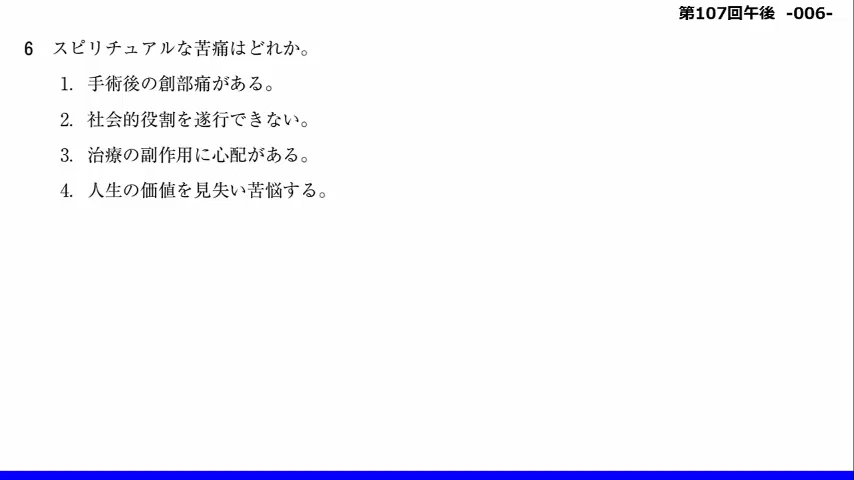 第107回午後 -006-
6 スピリチュアルな苦痛はどれか。
1. 手術後の創部痛がある。
2. 社会的役割を遂行できない。
3. 治療の副作用に心配がある。
4. 人生の価値を見失い苦悩する。